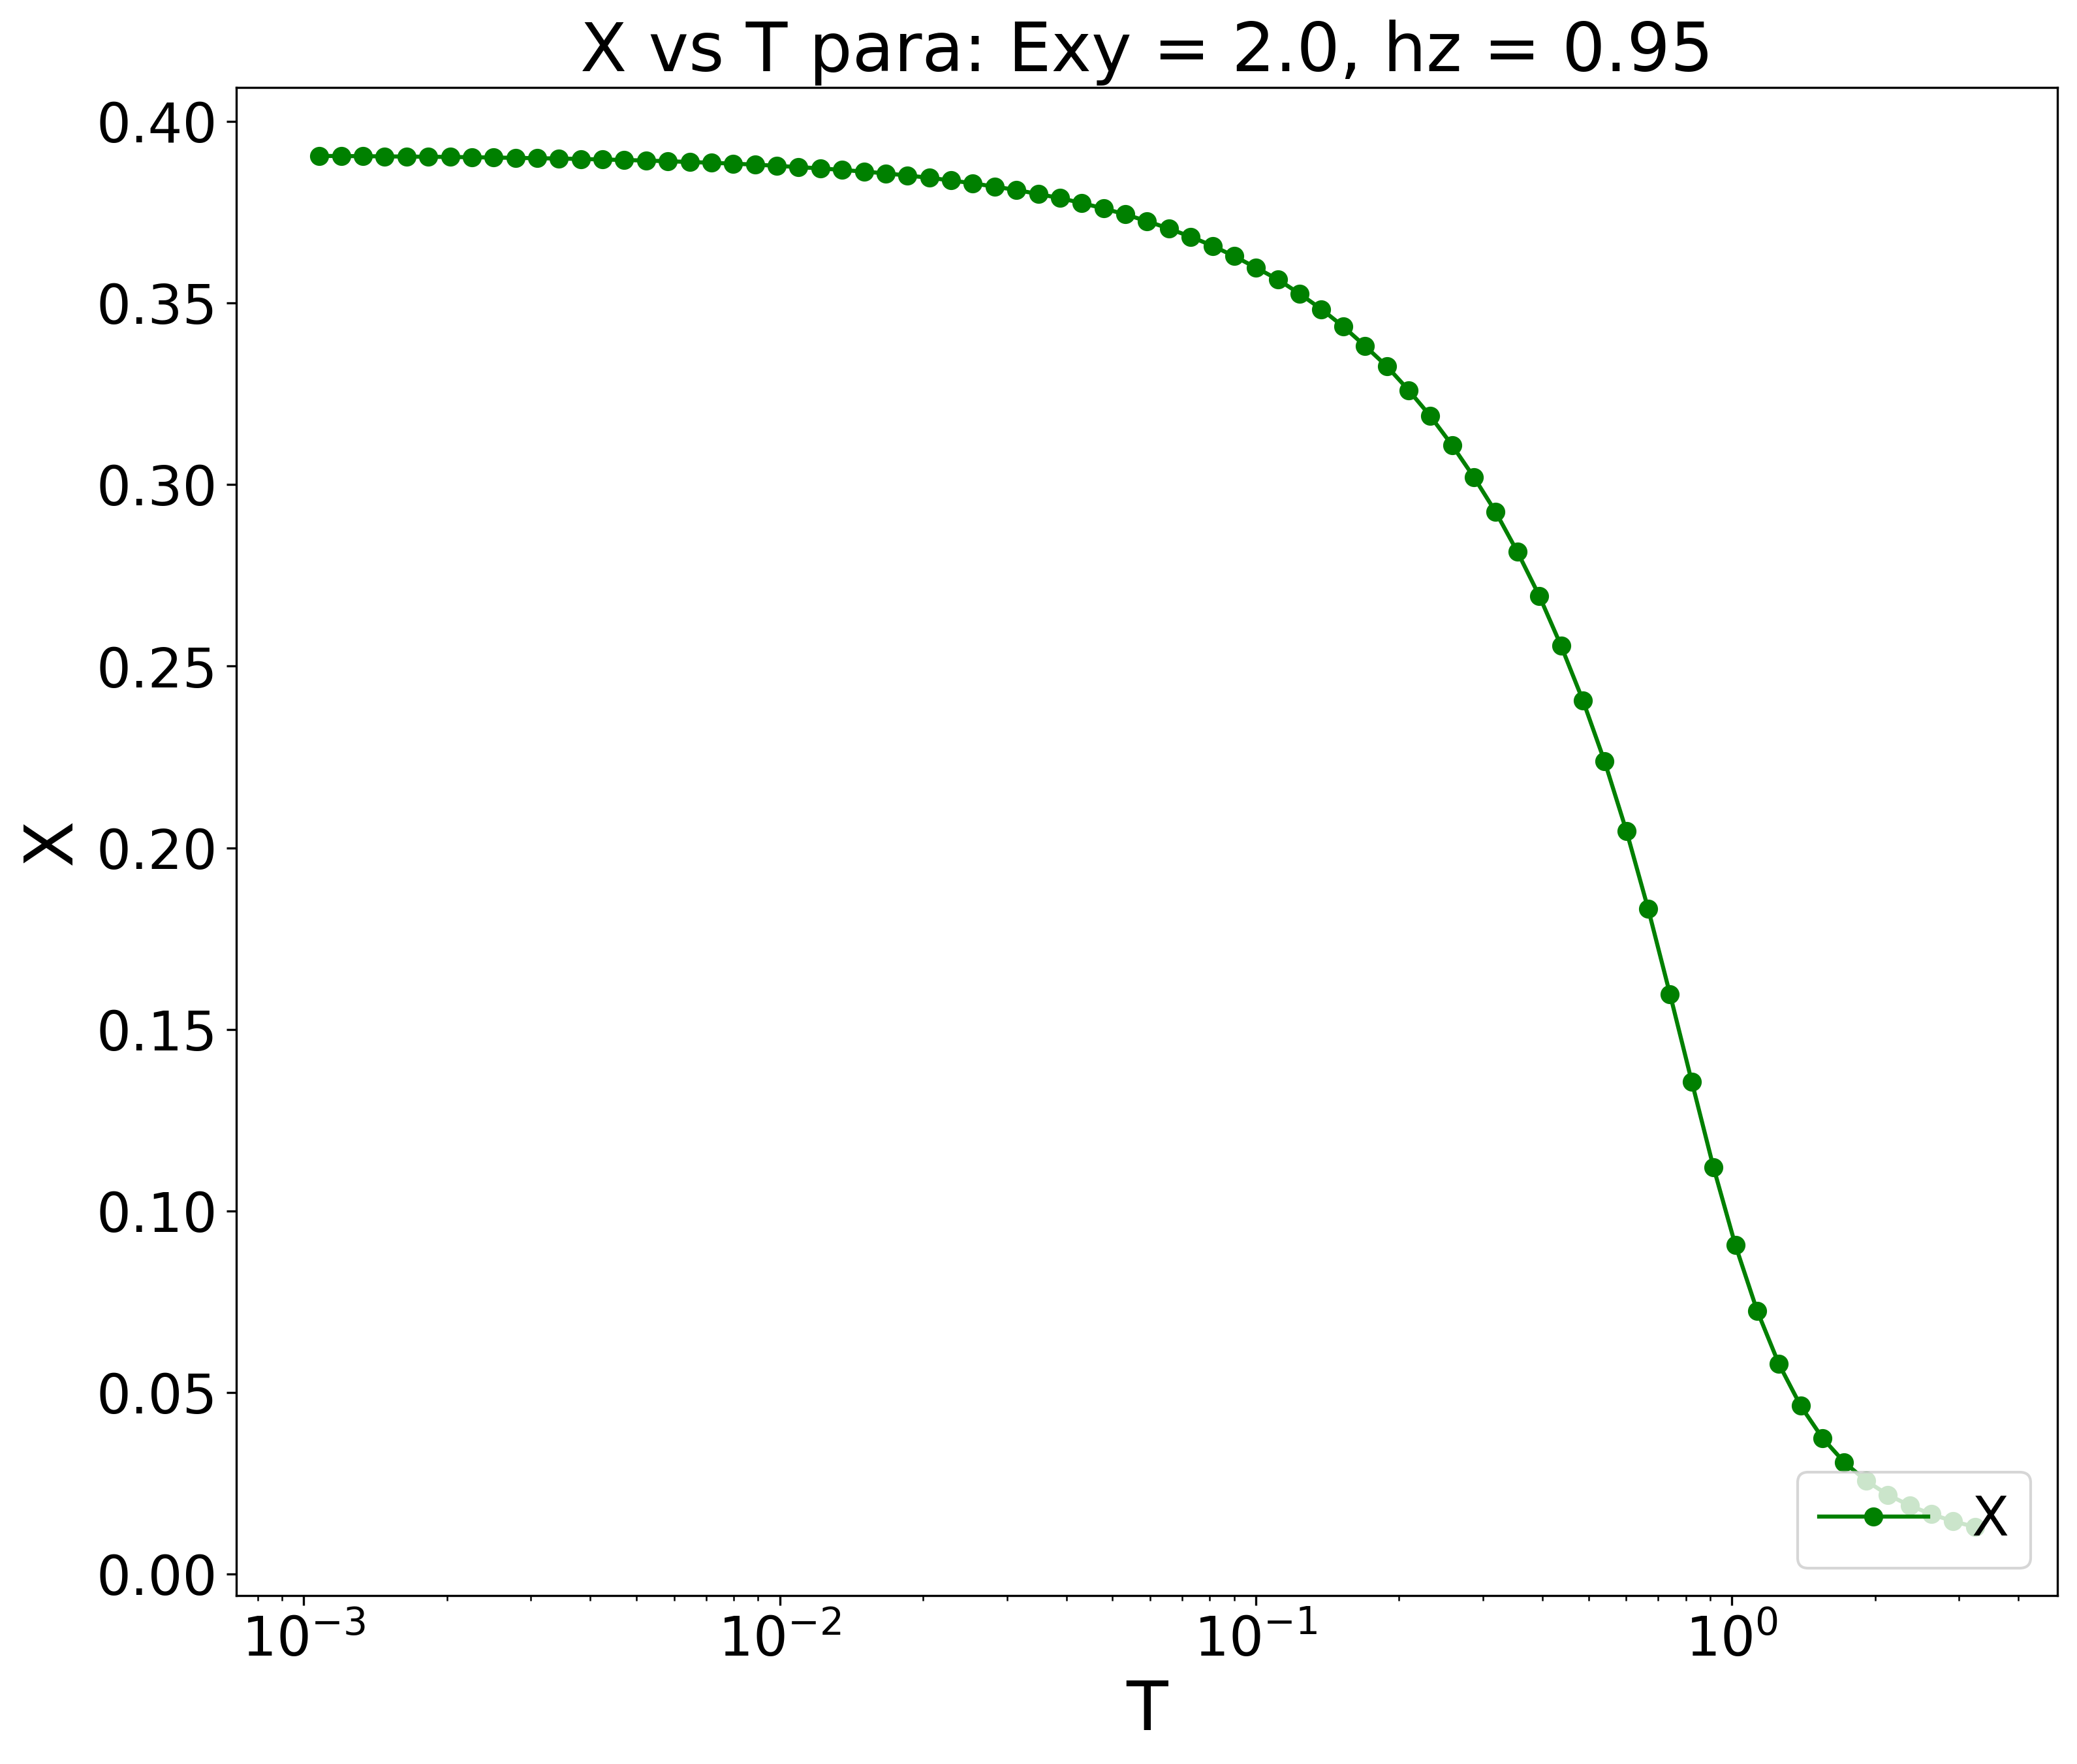 X vs T para: Exy = 2.0, hz = 0.95
X
0.40
0.35
0.30
0.25
0.20
0.15
0.10
0.05
0.00
X
10⁻³ 10⁻² 10⁻¹ 10⁰
T